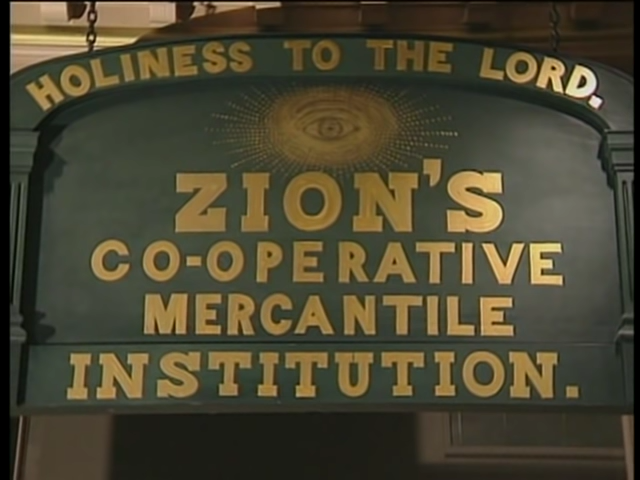 HOLINESS TO THE LORD.
ZION'S
CO-OPERATIVE
MERCANTILE
INSTITUTION.